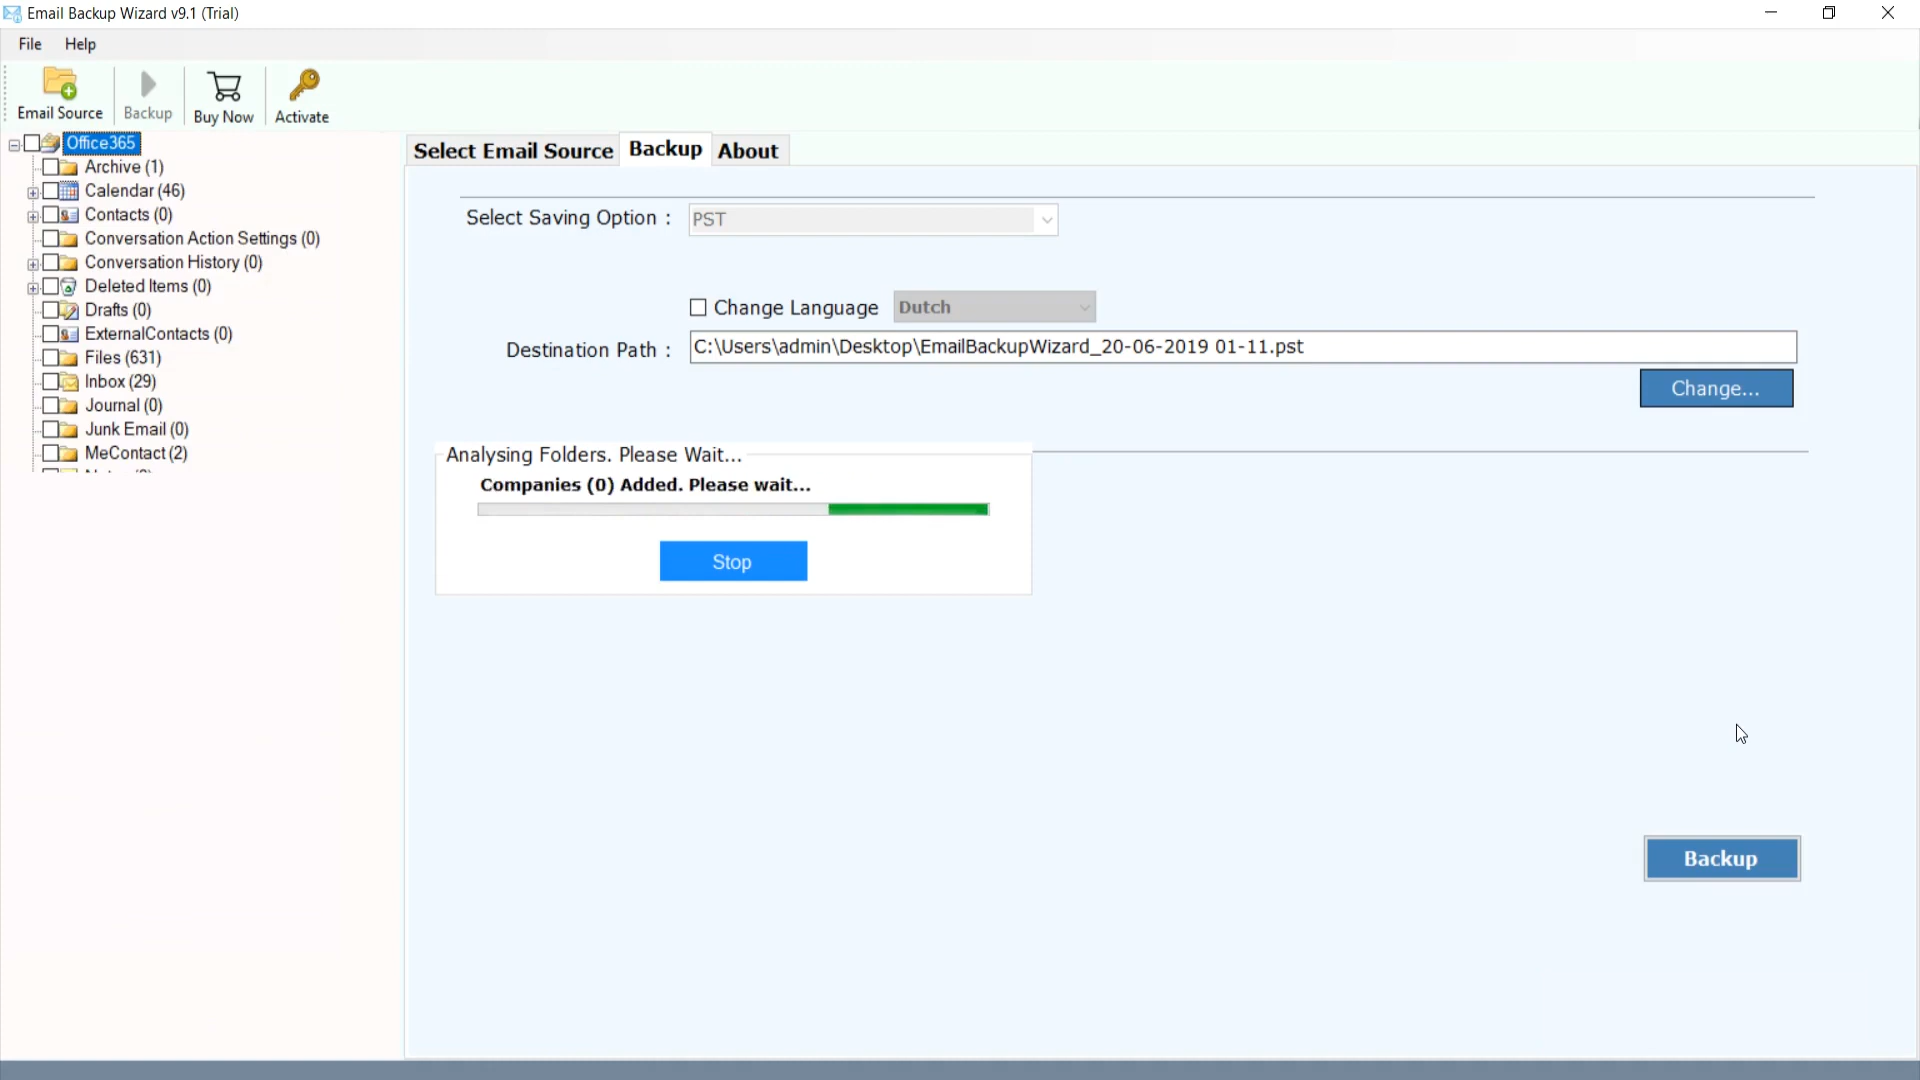 Email Backup Wizard v9.1 (Trial)
File Help
Email Source Backup Buy Now Activate
Office365
Archive (1)
Calendar (46)
Contacts (0)
Conversation Action Settings (0)
Conversation History (0)
Deleted Items (0)
Drafts (0)
ExternalContacts (0)
Files (631)
Inbox (29)
Journal (0)
Junk Email (0)
MeContact (2)
Select Email Source Backup About
Select Saving Option : PST
Change Language Dutch
Destination Path : C:\Users\admin\Desktop\EmailBackupWizard_20-06-2019 01-11.pst
Change...
Analysing Folders. Please Wait...
Companies (0) Added. Please wait...
Stop
Backup